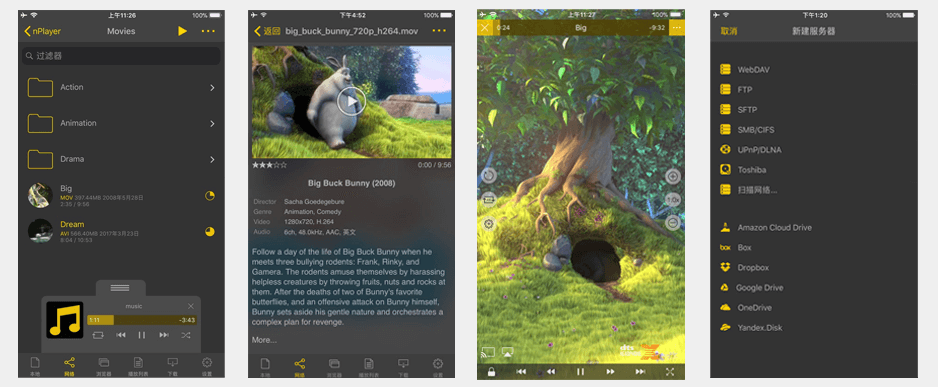 上午11:26
100%
nPlayer
Movies
过滤器
Action
Animation
Drama
Big
MOV 397.44MB 2008年5月28日
2:35 / 9:56
Dream
AVI 566.40MB 2017年3月23日
8:04 / 10:53
music
1:11
-3:43
本地
网络
浏览器
播放列表
下载
设置
下午4:52
100%
返回
big_buck_bunny_720p_h264.mov
0:00 / 9:56
Big Buck Bunny (2008)
Director Sacha Goedegebure
Genre Animation, Comedy
Video 1280x720, H.264
Audio 6ch, 48.0kHz, AAC, 英文
Follow a day of the life of Big Buck Bunny when he
meets three bullying rodents: Frank, Rinky, and
Gamera. The rodents amuse themselves by harassing
helpless creatures by throwing fruits, nuts and rocks at
them. After the deaths of two of Bunny's favorite
butterflies, and an offensive attack on Bunny himself,
Bunny sets aside his gentle nature and orchestrates a
complex plan for revenge.
More...
本地
网络
浏览器
播放列表
下载
设置
上午11:27
100%
0:24
Big
-9:32
1.0x
下午1:20
100%
取消
新建服务器
WebDAV
FTP
SFTP
SMB/CIFS
UPnP/DLNA
Toshiba
扫描网络...
Amazon Cloud Drive
Box
Dropbox
Google Drive
OneDrive
Yandex.Disk